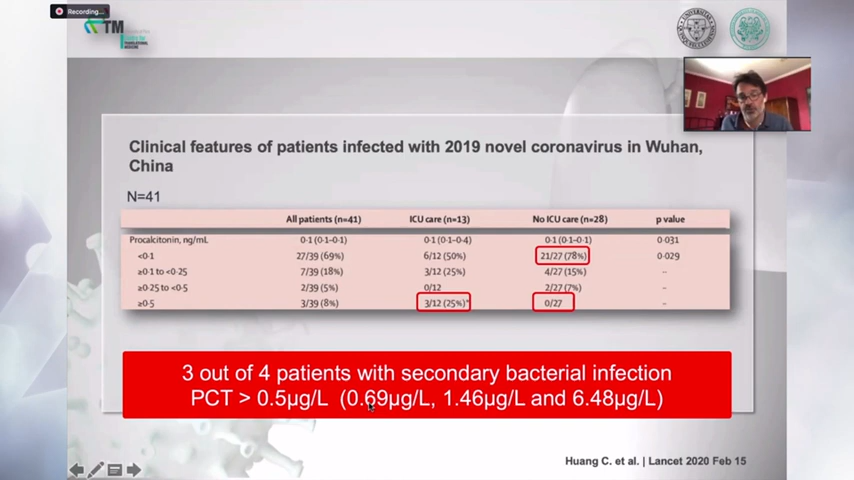 Recording...
TM
Clinical features of patients infected with 2019 novel coronavirus in Wuhan,
China
N=41
All patients (n=41) ICU care (n=13) No ICU care (n=28) p value
Procalcitonin, ng/mL 0·1 (0·1–0·1) 0·1 (0·1–0·4) 0·1 (0·1–0·1) 0·031
<0·1 27/39 (69%) 6/12 (50%) 21/27 (78%) 0·029
≥0·1 to <0·25 7/39 (18%) 3/12 (25%) 4/27 (15%) ··
≥0·25 to <0·5 2/39 (5%) 0/12 2/27 (7%) ··
≥0·5 3/39 (8%) 3/12 (25%)* 0/27 ··
3 out of 4 patients with secondary bacterial infection
PCT > 0.5µg/L (0.69µg/L, 1.46µg/L and 6.48µg/L)
Huang C. et al. | Lancet 2020 Feb 15